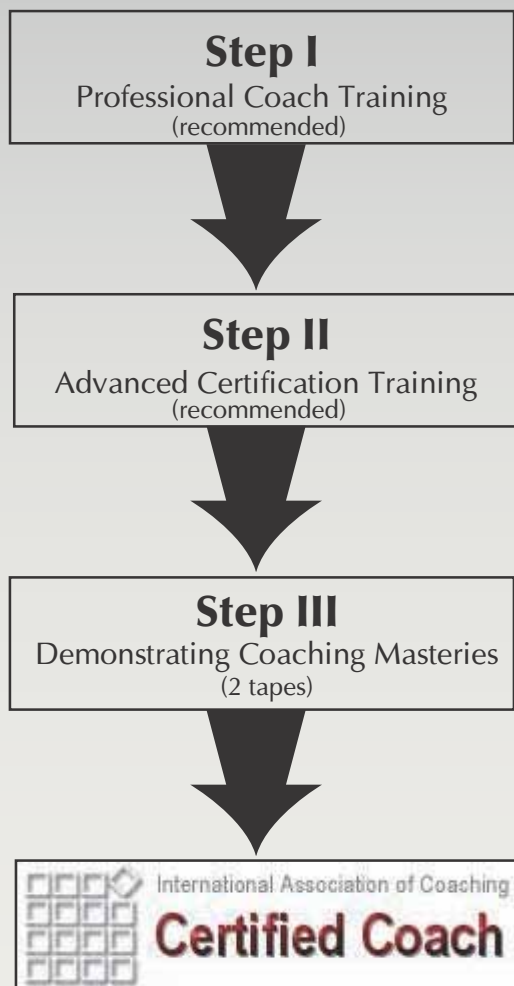 Step I
Professional Coach Training
(recommended)
Step II
Advanced Certification Training
(recommended)
Step III
Demonstrating Coaching Masteries
(2 tapes)
International Association of Coaching
Certified Coach